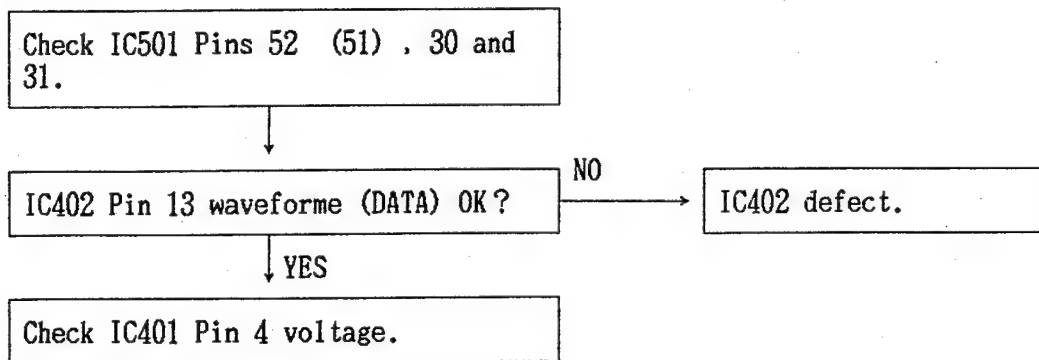 Check IC501 Pins 52 (51) . 30 and
31.
NO
IC402 Pin 13 waveforme (DATA) OK?
IC402 defect.
YES
Check IC401 Pin 4 voltage.